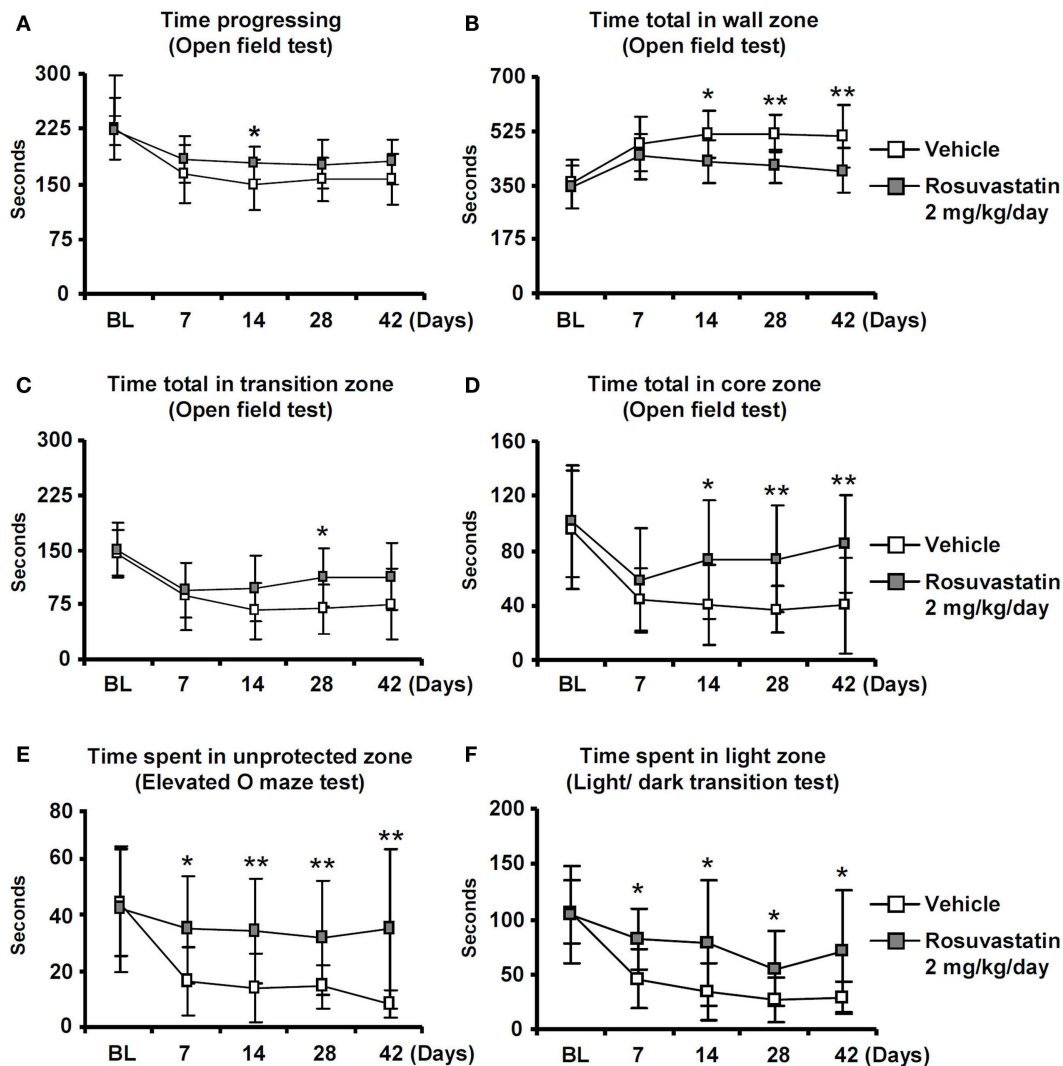 A
Time progressing
(Open field test)
300
225
150
75
0
Seconds
*
BL 7 14 28 42 (Days)
B
Time total in wall zone
(Open field test)
700
525
350
175
0
Seconds
* ** **
BL 7 14 28 42 (Days)
Vehicle
Rosuvastatin
2 mg/kg/day
C
Time total in transition zone
(Open field test)
300
225
150
75
0
Seconds
*
BL 7 14 28 42 (Days)
D
Time total in core zone
(Open field test)
160
120
80
40
0
Seconds
* ** **
BL 7 14 28 42 (Days)
Vehicle
Rosuvastatin
2 mg/kg/day
E
Time spent in unprotected zone
(Elevated O maze test)
80
60
40
20
0
Seconds
* ** ** **
BL 7 14 28 42 (Days)
F
Time spent in light zone
(Light/ dark transition test)
200
150
100
50
0
Seconds
* * * *
BL 7 14 28 42 (Days)
Vehicle
Rosuvastatin
2 mg/kg/day